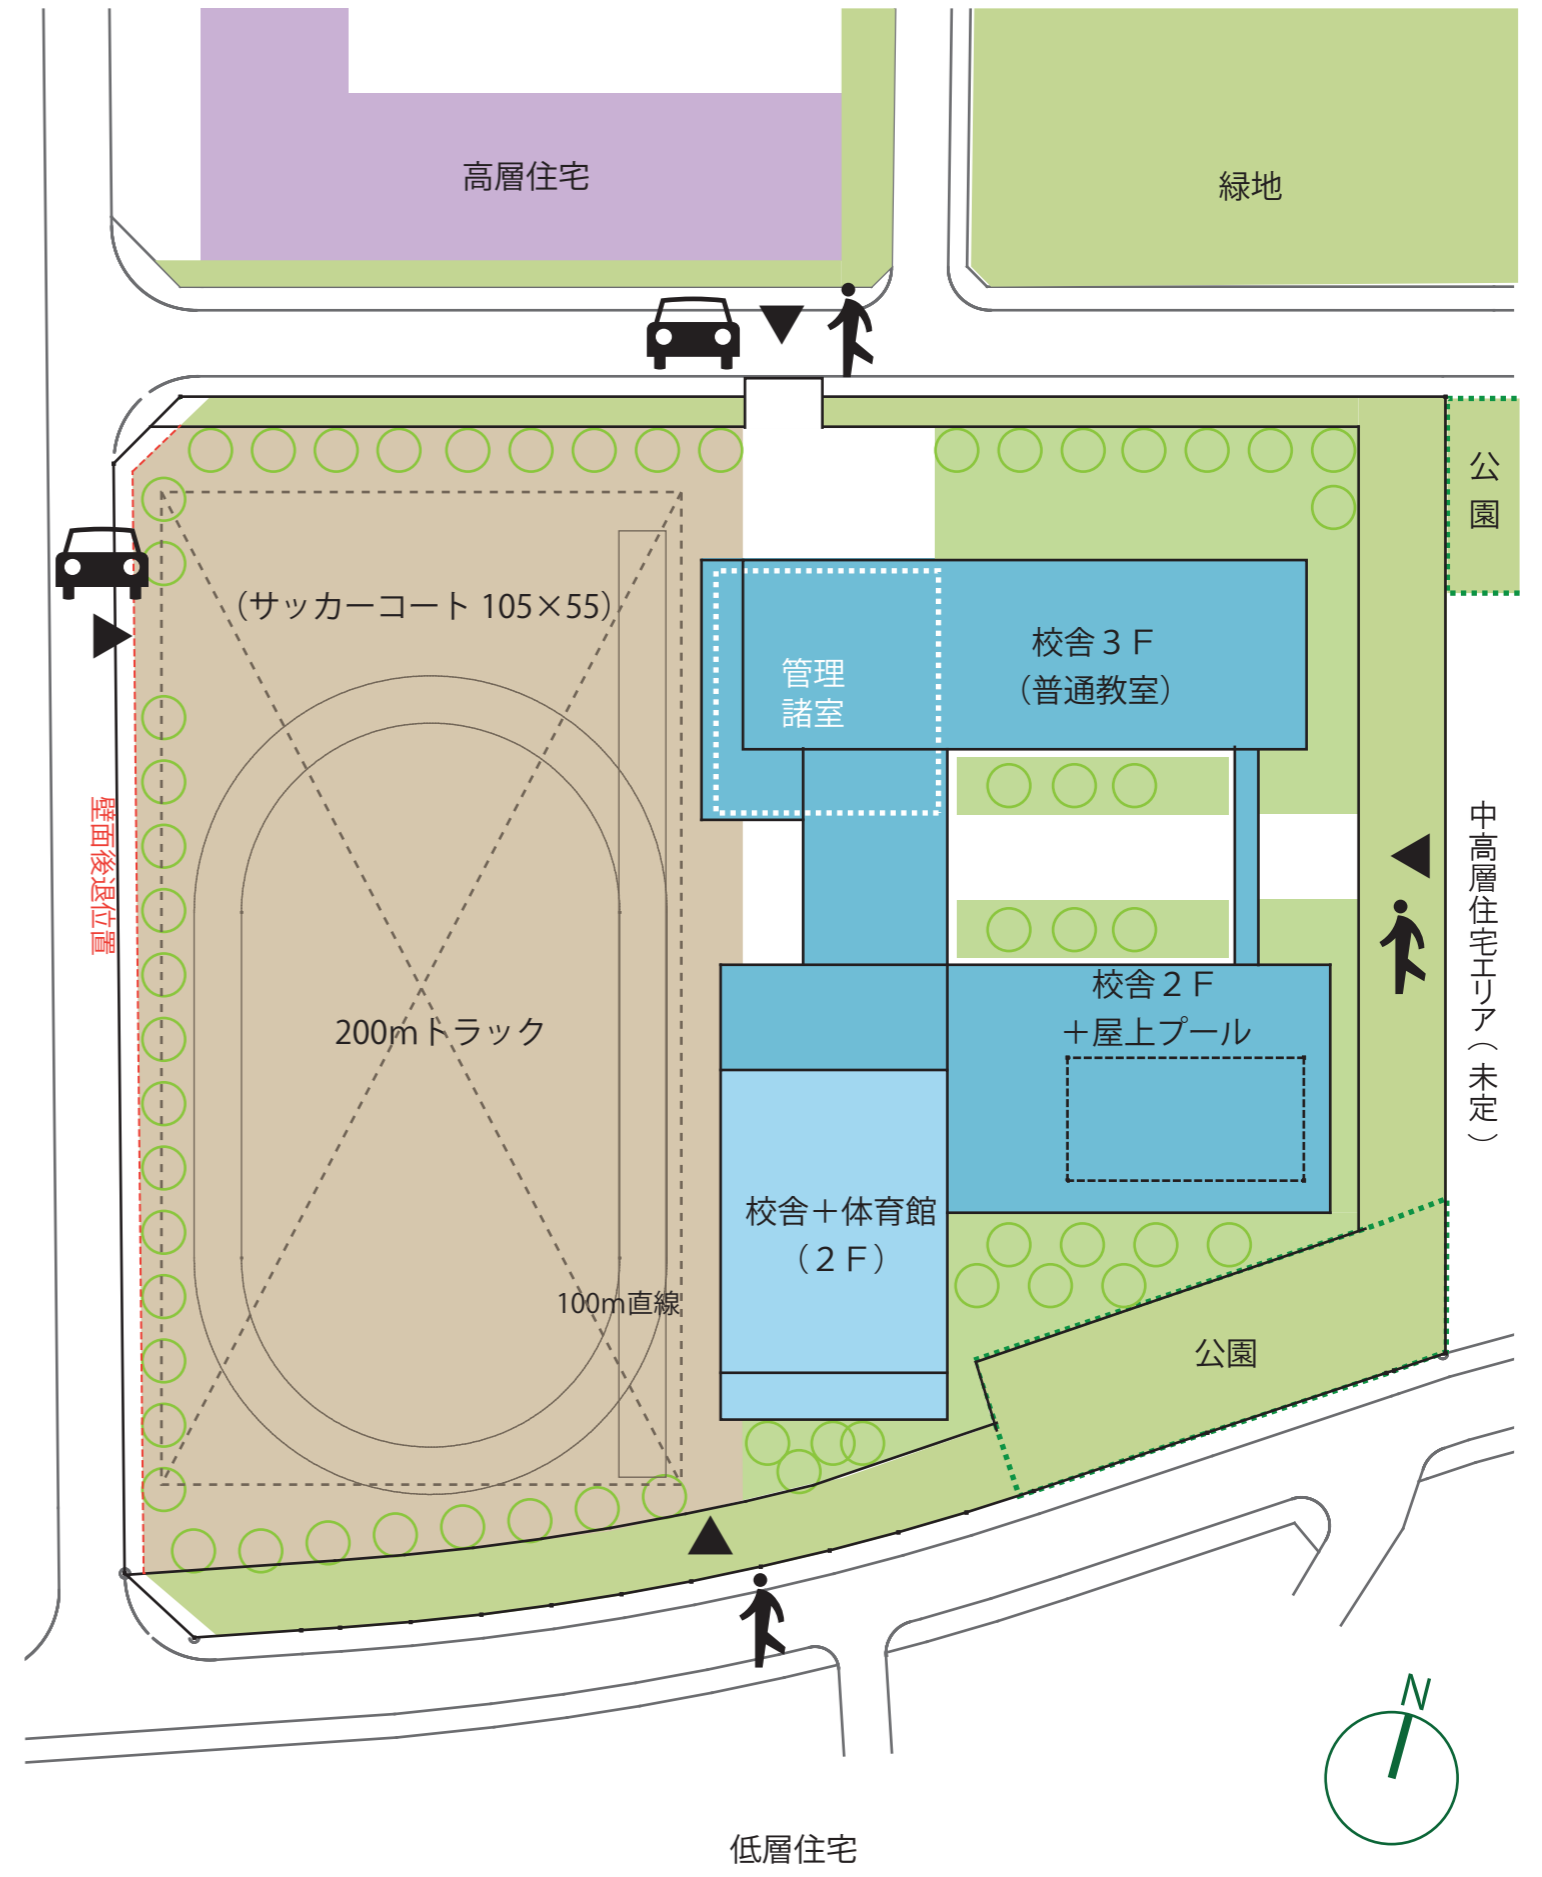 高層住宅
緑地
公
園
（サッカーコート 105×55）
校舎３Ｆ
（普通教室）
管理
諸室
壁面後退位置
中高層住宅エリア（未定）
校舎２Ｆ
＋屋上プール
200mトラック
校舎＋体育館
（２Ｆ）
100m直線
公園
N
低層住宅